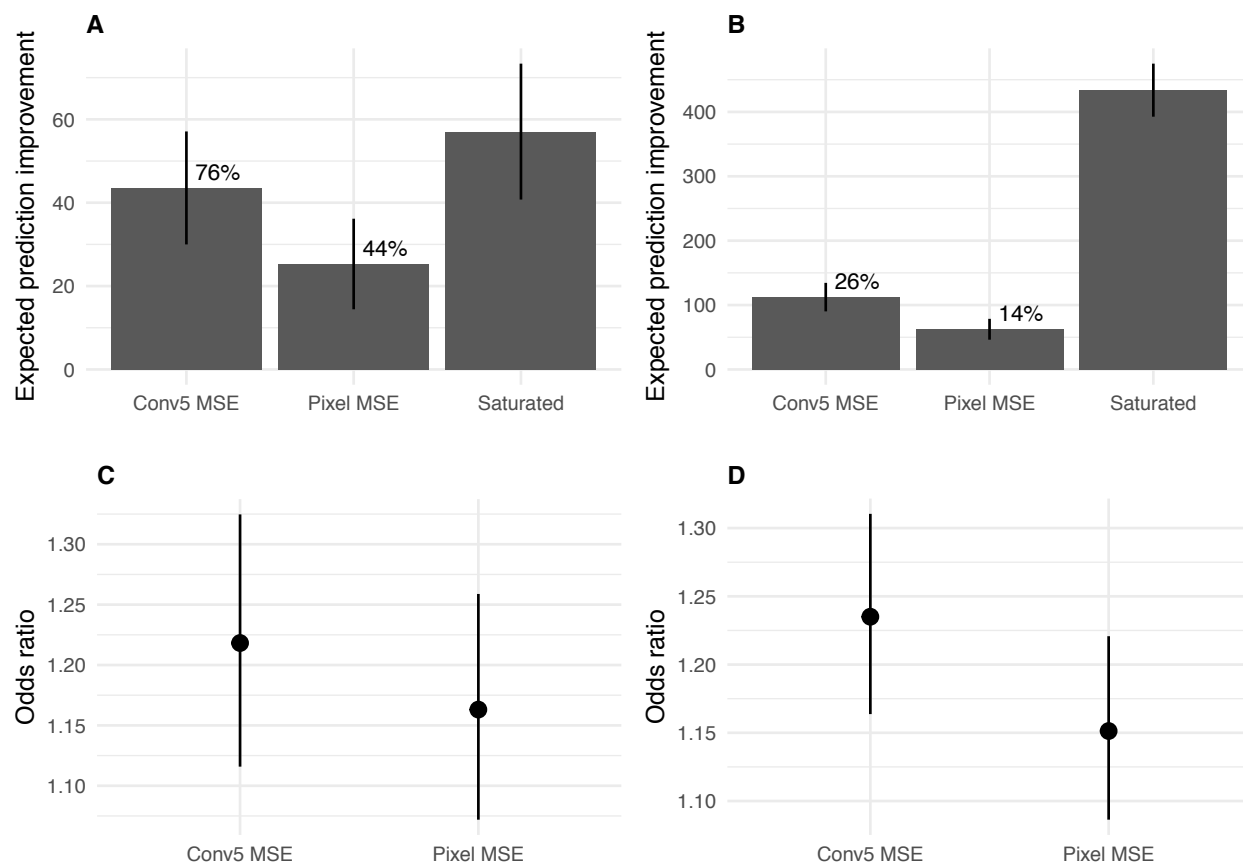 A
Expected prediction improvement
60
40
20
0
76%
44%
Conv5 MSE Pixel MSE Saturated
B
Expected prediction improvement
400
300
200
100
0
26%
14%
Conv5 MSE Pixel MSE Saturated
C
Odds ratio
1.30
1.25
1.20
1.15
1.10
Conv5 MSE Pixel MSE
D
Odds ratio
1.30
1.25
1.20
1.15
1.10
Conv5 MSE Pixel MSE